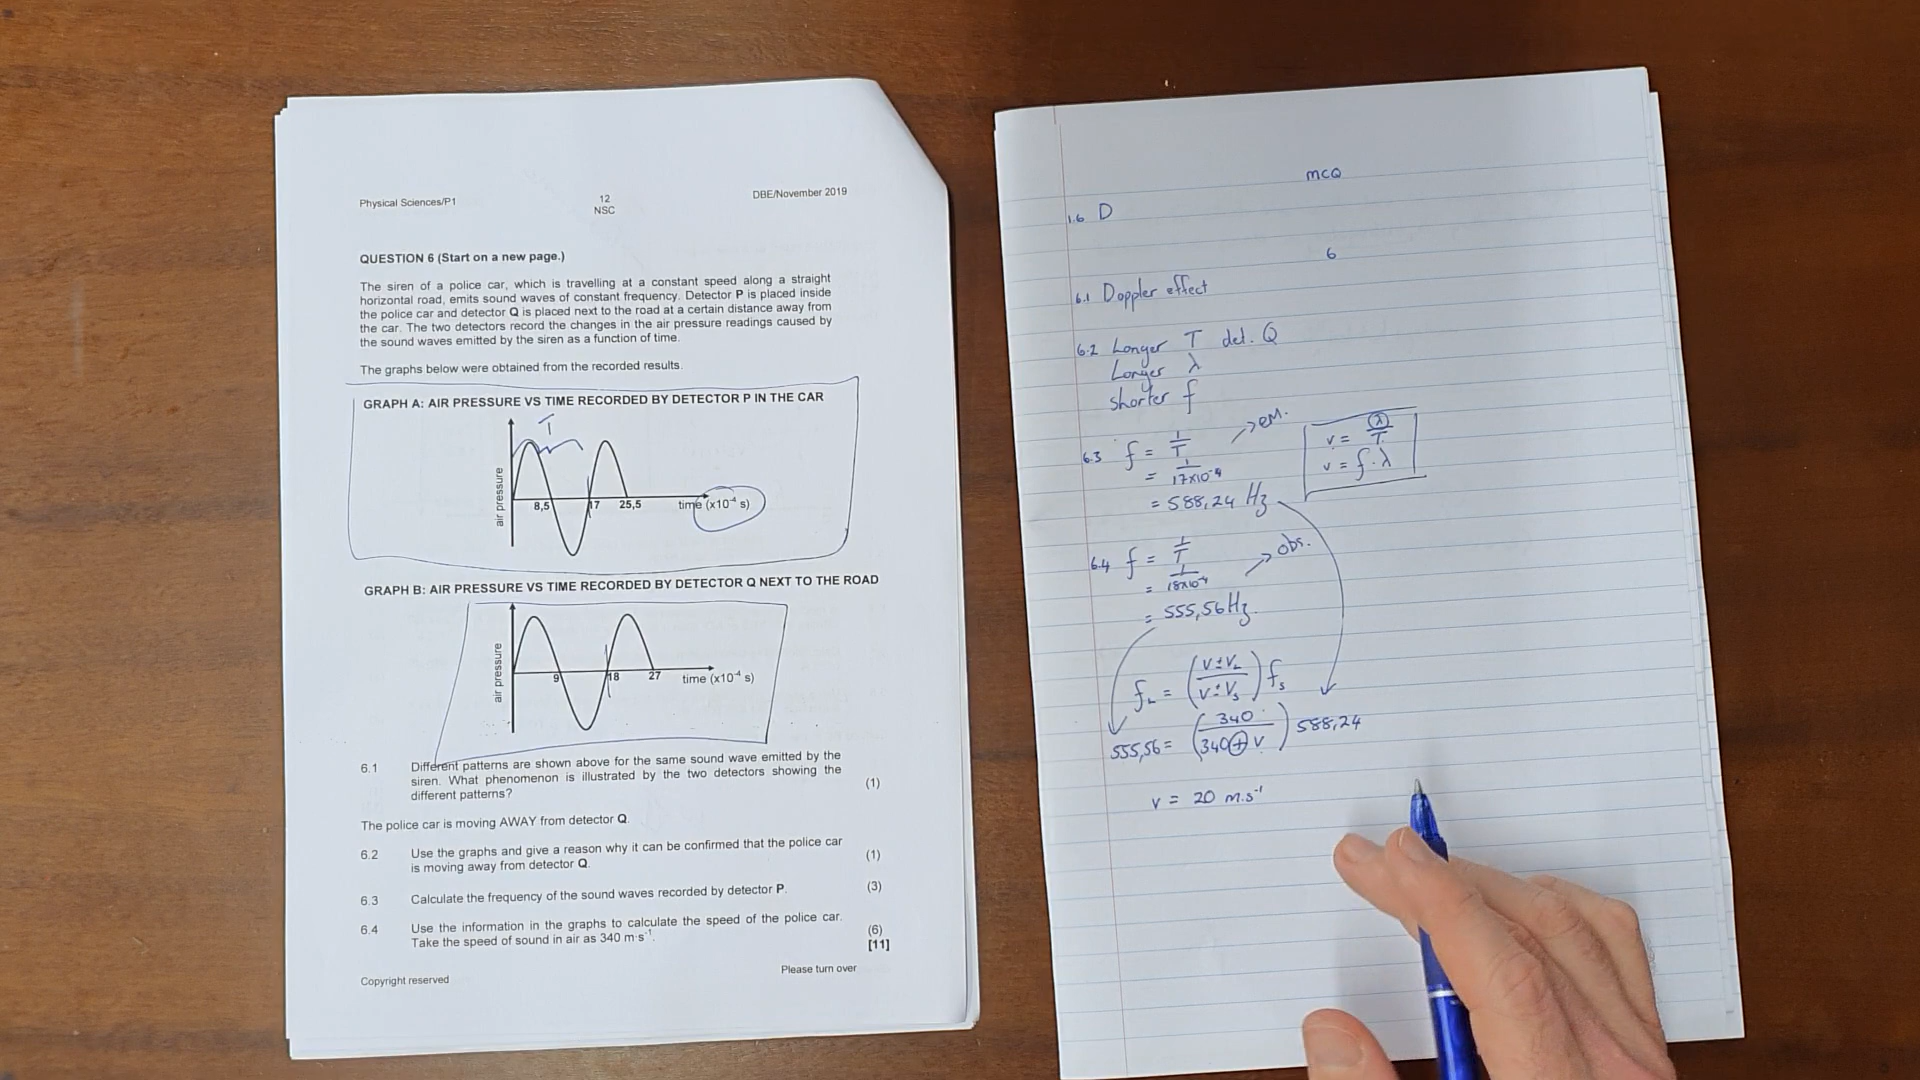 Physical Sciences/P1
12
NSC
DBE/November 2019
QUESTION 6 (Start on a new page.)
The siren of a police car, which is travelling at a constant speed along a straight
horizontal road, emits sound waves of constant frequency. Detector P is placed inside
the police car and detector Q is placed next to the road at a certain distance away from
the car. The two detectors record the changes in the air pressure readings caused by
the sound waves emitted by the siren as a function of time.
The graphs below were obtained from the recorded results.
GRAPH A: AIR PRESSURE VS TIME RECORDED BY DETECTOR P IN THE CAR
T
air pressure
8,5 17 25,5 time (x10⁻⁴ s)
GRAPH B: AIR PRESSURE VS TIME RECORDED BY DETECTOR Q NEXT TO THE ROAD
air pressure
9 18 27 time (x10⁻⁴ s)
6.1 Different patterns are shown above for the same sound wave emitted by the
siren. What phenomenon is illustrated by the two detectors showing the
different patterns? (1)
The police car is moving AWAY from detector Q.
6.2 Use the graphs and give a reason why it can be confirmed that the police car
is moving away from detector Q. (1)
6.3 Calculate the frequency of the sound waves recorded by detector P. (3)
6.4 Use the information in the graphs to calculate the speed of the police car.
Take the speed of sound in air as 340 m·s⁻¹. (6)
[11]
Copyright reserved
Please turn over
MCQ
1.6 D
6
6.1 Doppler effect
6.2 Longer T det. Q
Longer λ
shorter f
6.3 f = 1/T → em.
= 1/17×10⁻⁴
= 588,24 Hz
v = λ/T
v = f·λ
6.4 f = 1/T → obs.
= 1/18×10⁻⁴
= 555,56 Hz
f_L = (v±v_L / v±v_s) f_s
555,56 = (340 / 340+v) 588,24
v = 20 m.s⁻¹